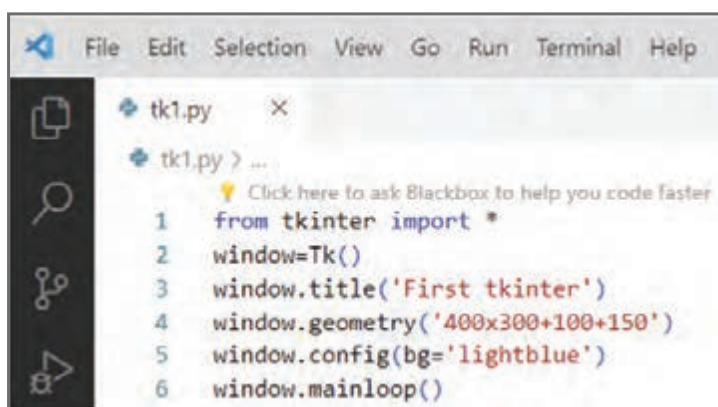 File Edit Selection View Go Run Terminal Help
tk1.py ×
tk1.py > ...
Click here to ask Blackbox to help you code faster
1 from tkinter import *
2 window=Tk()
3 window.title('First tkinter')
4 window.geometry('400x300+100+150')
5 window.config(bg='lightblue')
6 window.mainloop()